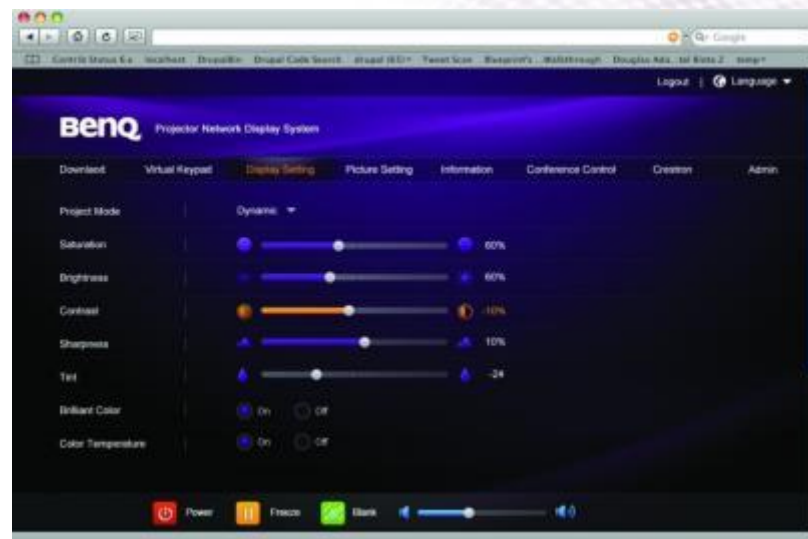 Google
Logout | Language
BenQ Projector Network Display System
Download Virtual Keypad Display Setting Picture Setting Information Conference Control Crestron Admin
Project Mode Dynamic
Saturation 60%
Brightness 60%
Contrast -10%
Sharpness 10%
Tint -24
Brilliant Color On Off
Color Temperature On Off
Power Freeze Blank